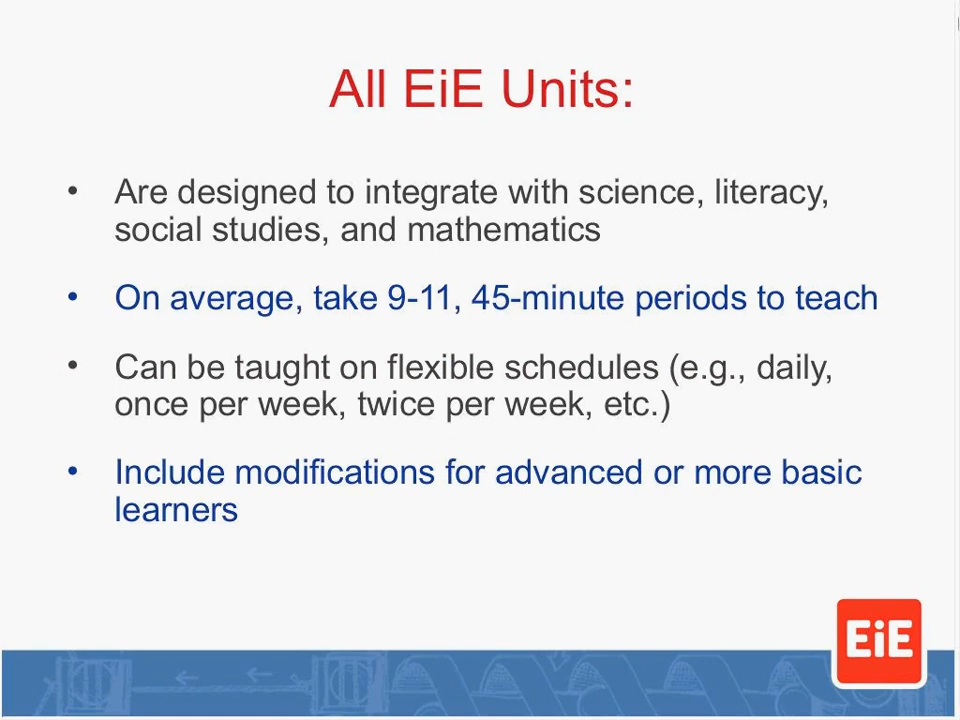 All EiE Units:
• Are designed to integrate with science, literacy,
social studies, and mathematics
• On average, take 9-11, 45-minute periods to teach
• Can be taught on flexible schedules (e.g., daily,
once per week, twice per week, etc.)
• Include modifications for advanced or more basic
learners
EiE